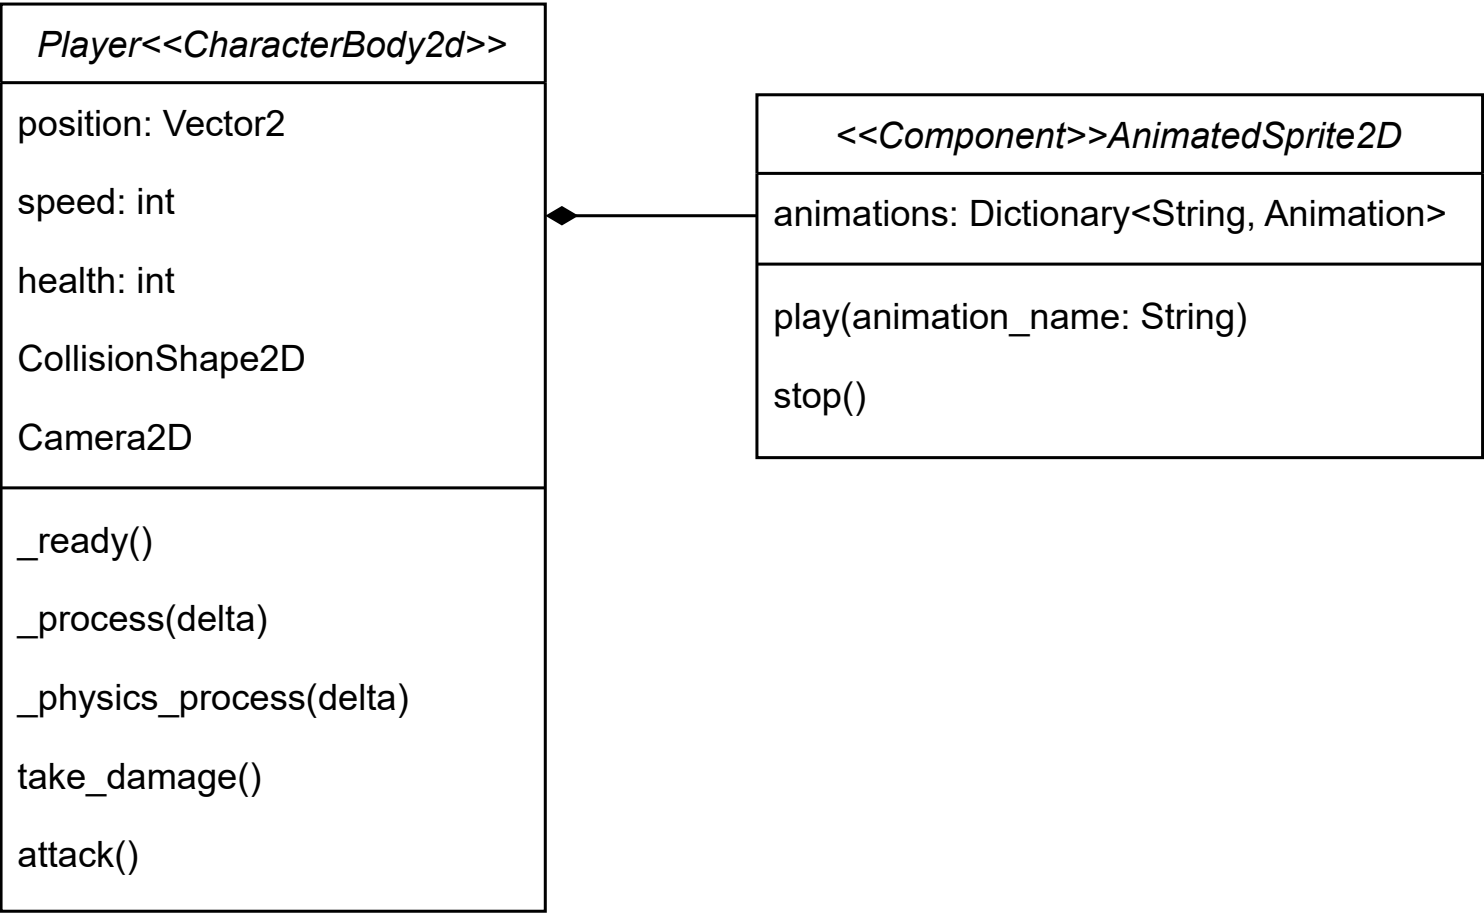 Player<<CharacterBody2d>>
position: Vector2
speed: int
health: int
CollisionShape2D
Camera2D
_ready()
_process(delta)
_physics_process(delta)
take_damage()
attack()
<<Component>>AnimatedSprite2D
animations: Dictionary<String, Animation>
play(animation_name: String)
stop()